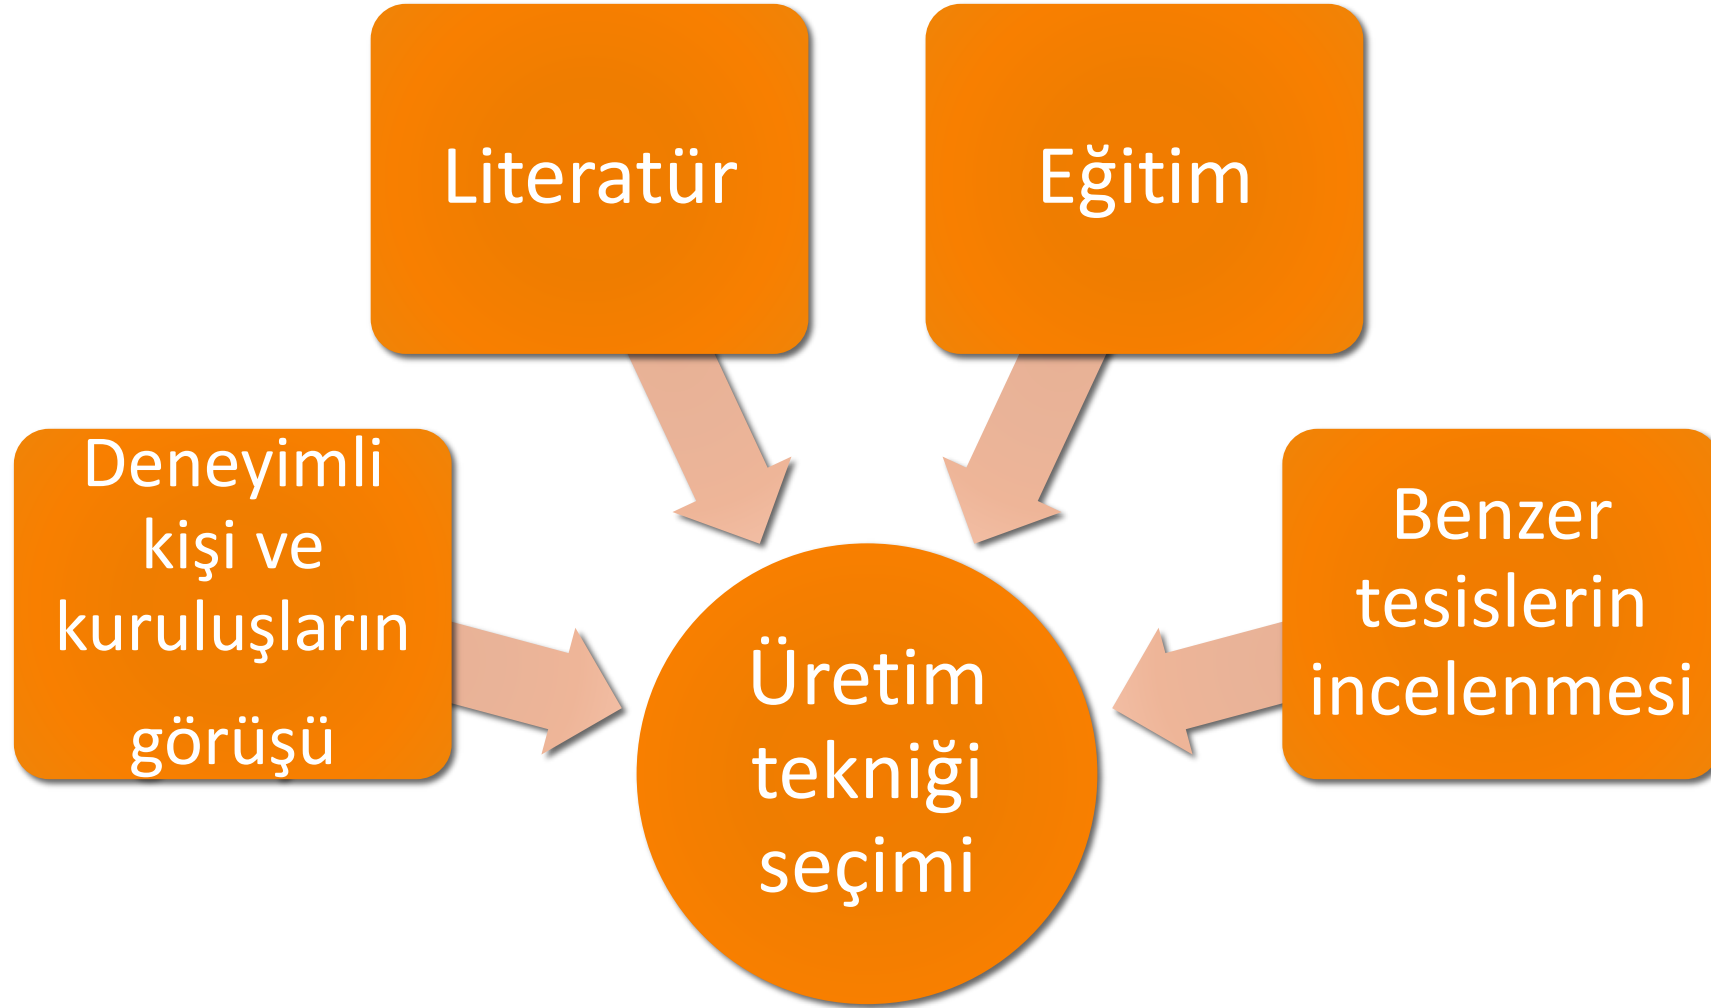 Literatür
Eğitim
Deneyimli
kişi ve
kuruluşların
görüşü
Benzer
tesislerin
incelenmesi
Üretim
tekniği
seçimi